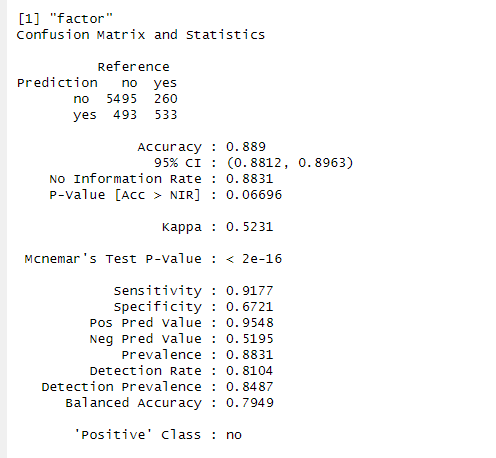 [1] "factor"
Confusion Matrix and Statistics
Reference
Prediction no yes
no 5495 260
yes 493 533
Accuracy : 0.889
95% CI : (0.8812, 0.8963)
No Information Rate : 0.8831
P-Value [Acc > NIR] : 0.06696
Kappa : 0.5231
Mcnemar's Test P-Value : < 2e-16
Sensitivity : 0.9177
Specificity : 0.6721
Pos Pred Value : 0.9548
Neg Pred Value : 0.5195
Prevalence : 0.8831
Detection Rate : 0.8104
Detection Prevalence : 0.8487
Balanced Accuracy : 0.7949
'Positive' Class : no